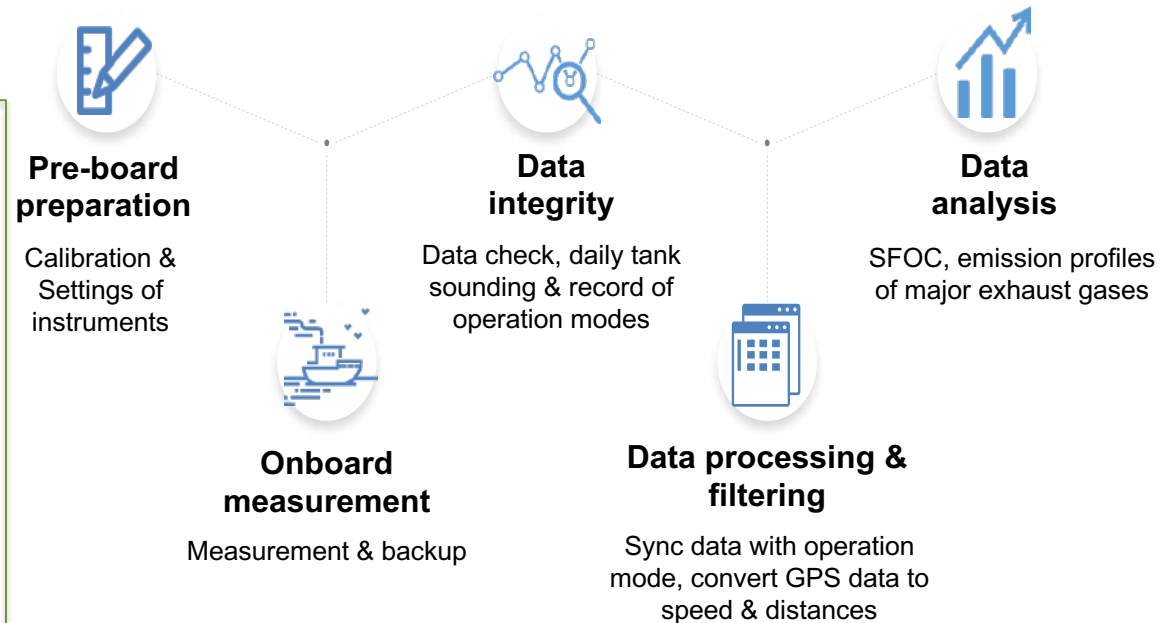 Pre-board
preparation
Calibration &
Settings of
instruments
Onboard
measurement
Measurement & backup
Data
integrity
Data check, daily tank
sounding & record of
operation modes
Data processing &
filtering
Sync data with operation
mode, convert GPS data to
speed & distances
Data
analysis
SFOC, emission profiles
of major exhaust gases